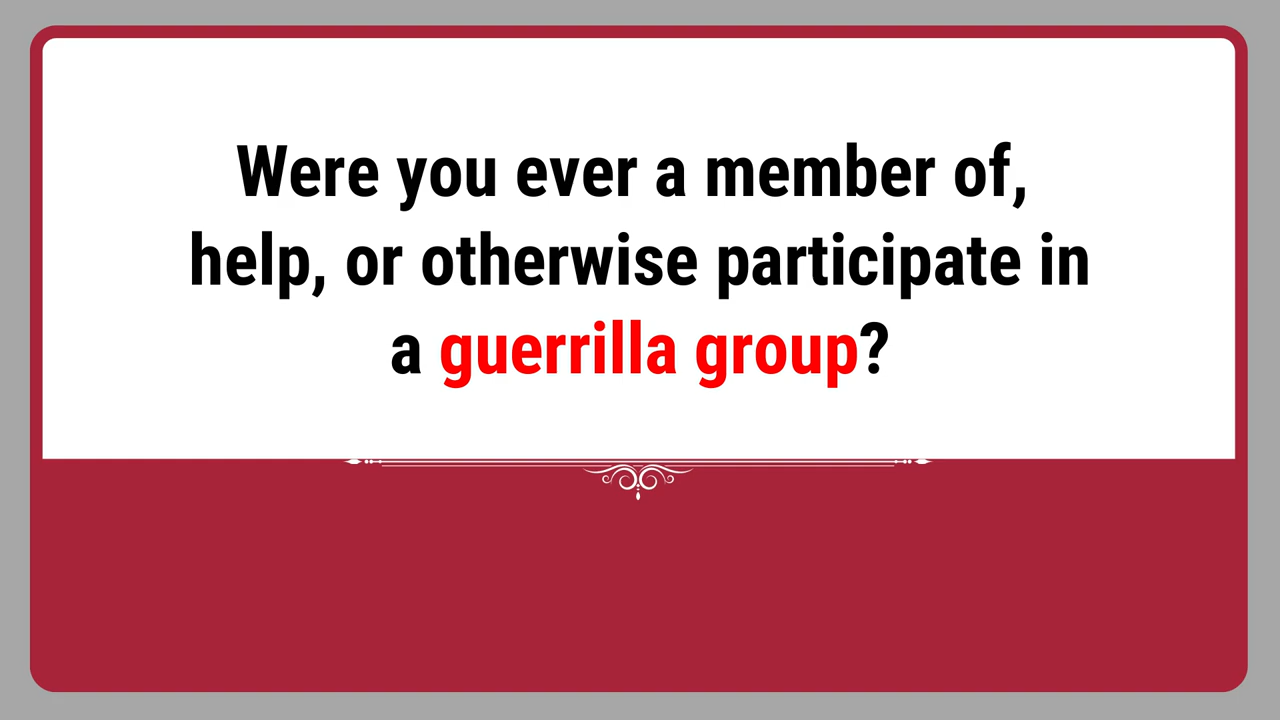 Were you ever a member of,
help, or otherwise participate in
a guerrilla group?